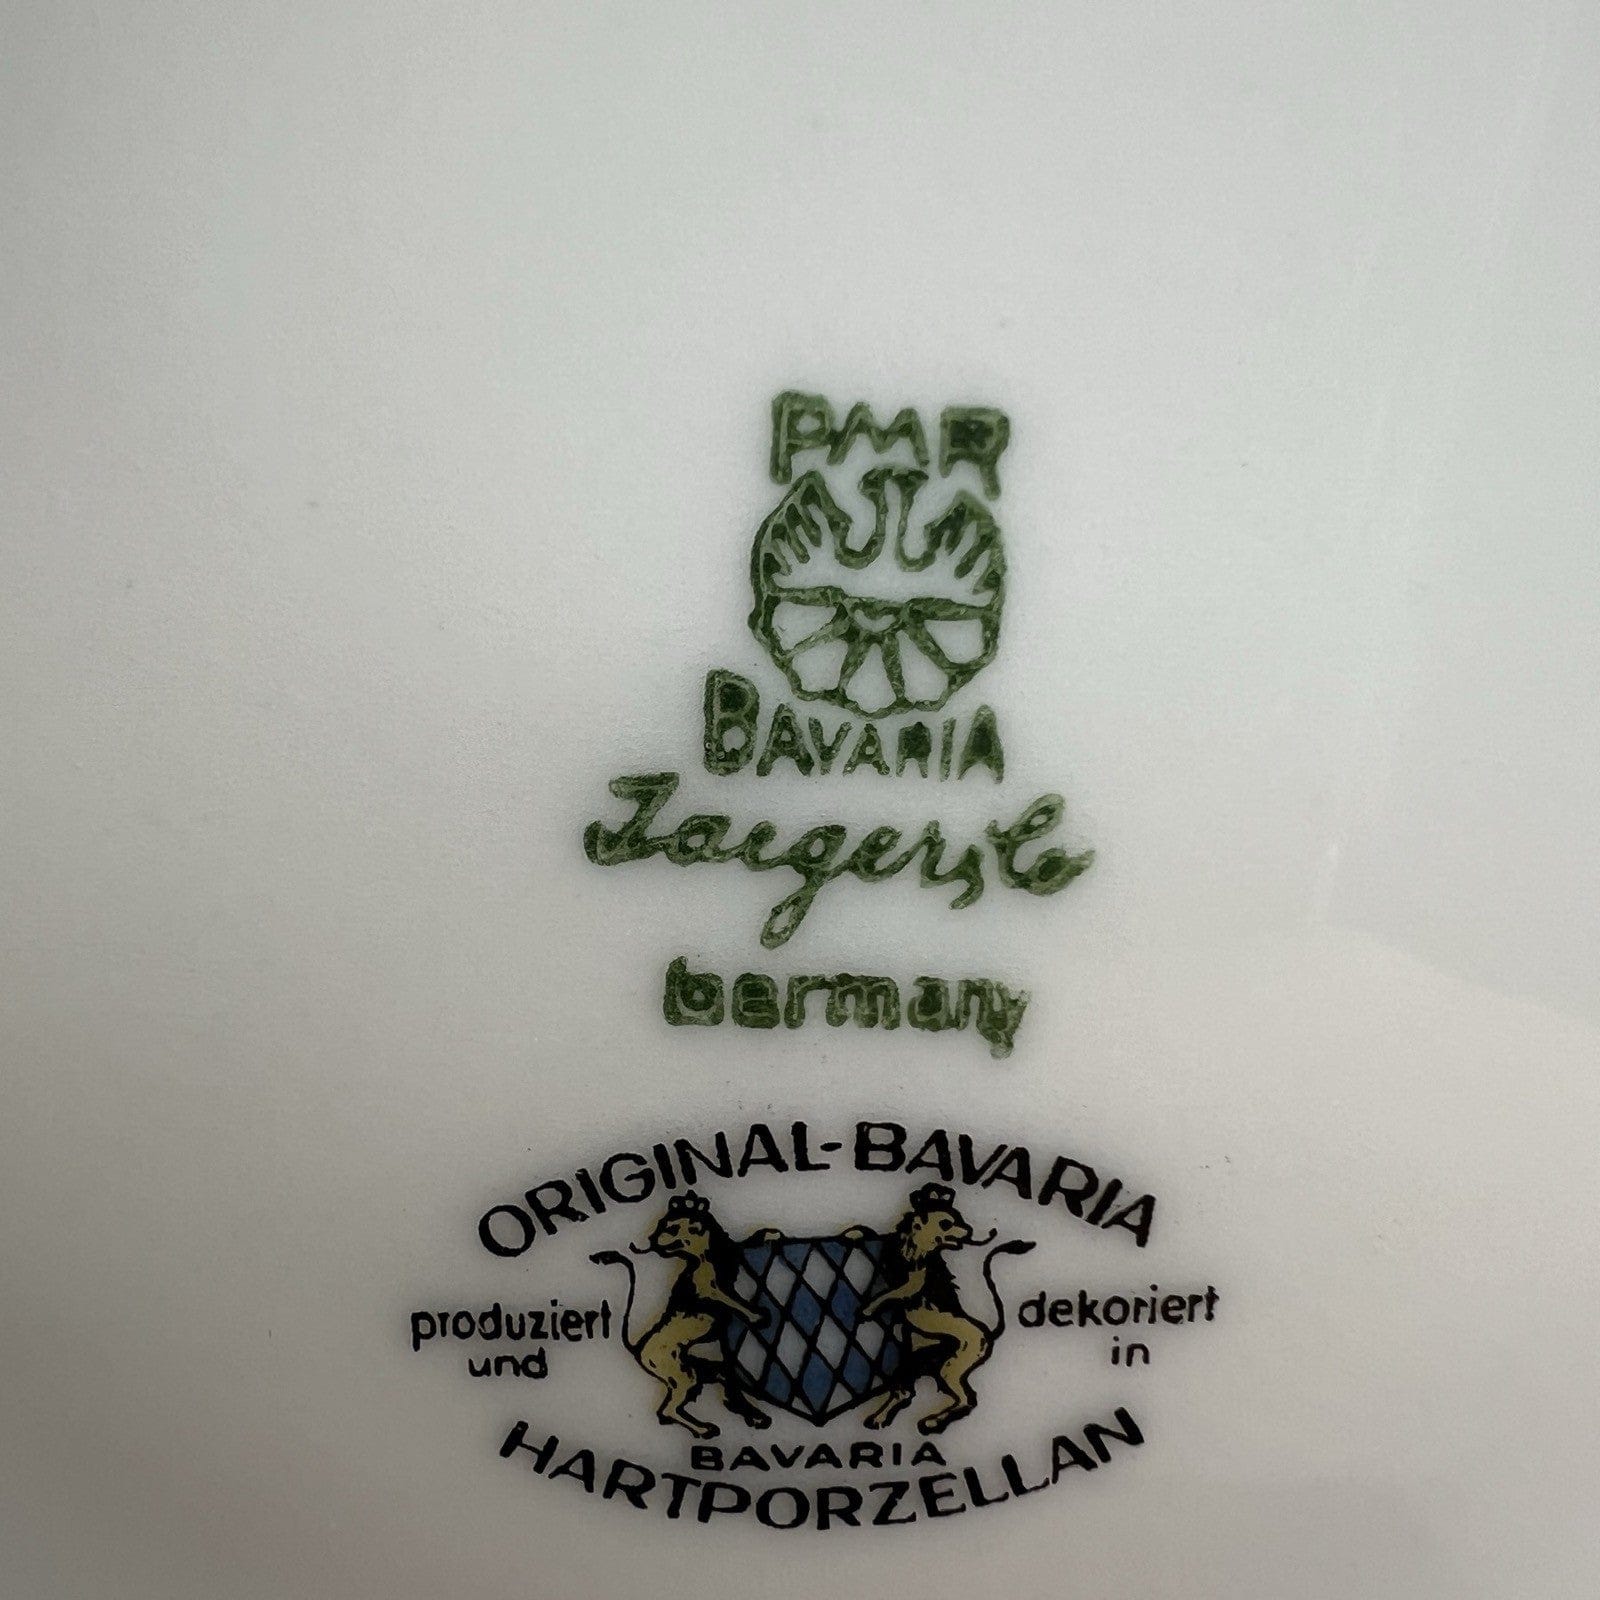 PMR
BAVARIA
Jaeger & Co
Germany
ORIGINAL-BAVARIA
produziert und
dekoriert in
BAVARIA
HARTPORZELLAN